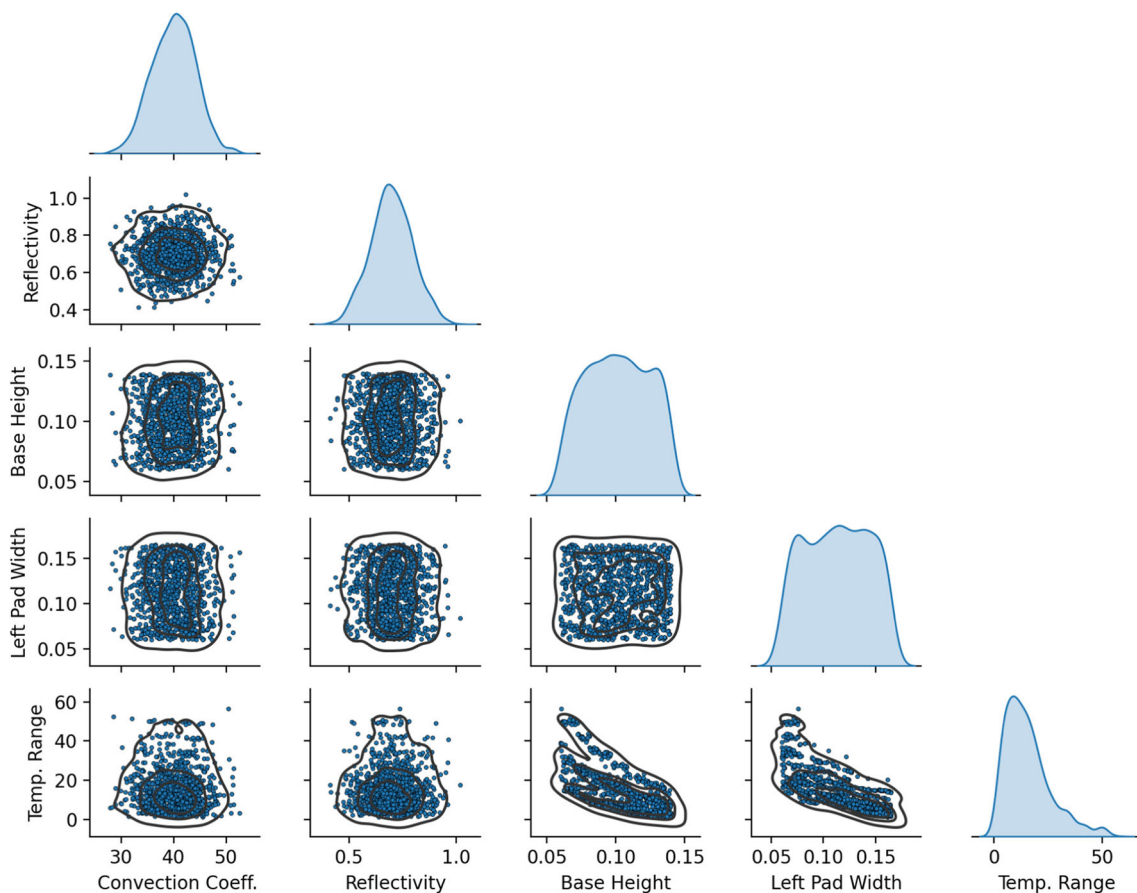 1.0
0.8
0.6
0.4
Reflectivity
0.15
0.10
0.05
Base Height
0.15
0.10
0.05
Left Pad Width
60
40
20
0
Temp. Range
30 40 50
Convection Coeff.
0.5 1.0
Reflectivity
0.05 0.10 0.15
Base Height
0.05 0.10 0.15
Left Pad Width
0 50
Temp. Range